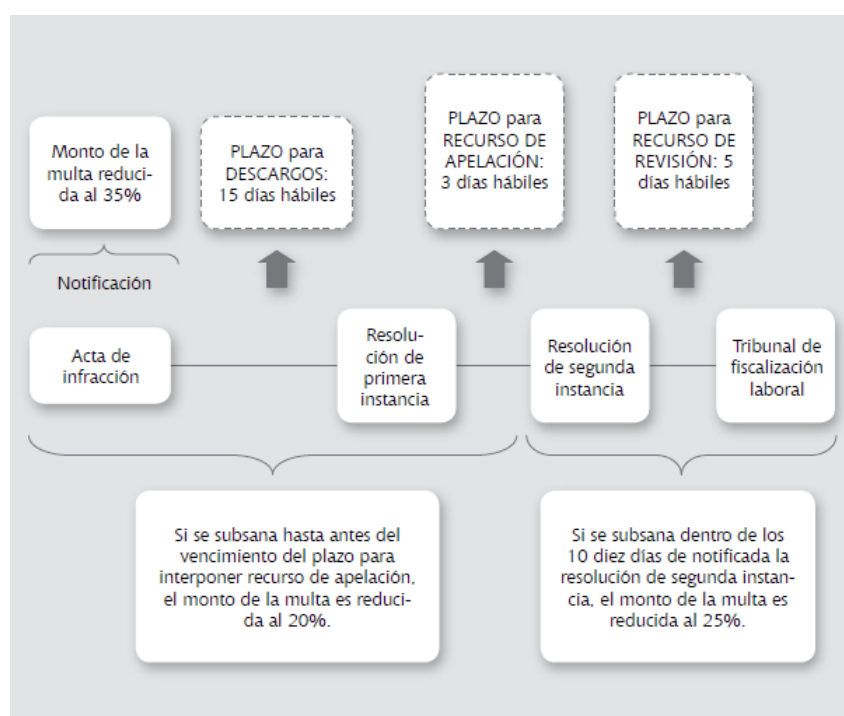 Monto de la
multa reduci-
da al 35%
PLAZO para
DESCARGOS:
15 días hábiles
PLAZO para
RECURSO DE
APELACIÓN:
3 días hábiles
PLAZO para
RECURSO DE
REVISIÓN: 5
días hábiles
Notificación
Acta de
infracción
Resolu-
ción de
primera
instancia
Resolución
de segunda
instancia
Tribunal de
fiscalización
laboral
Si se subsana hasta antes del
vencimiento del plazo para
interponer recurso de apelación,
el monto de la multa es reduci-
da al 20%.
Si se subsana dentro de los
10 diez días de notificada la
resolución de segunda instan-
cia, el monto de la multa es
reducida al 25%.